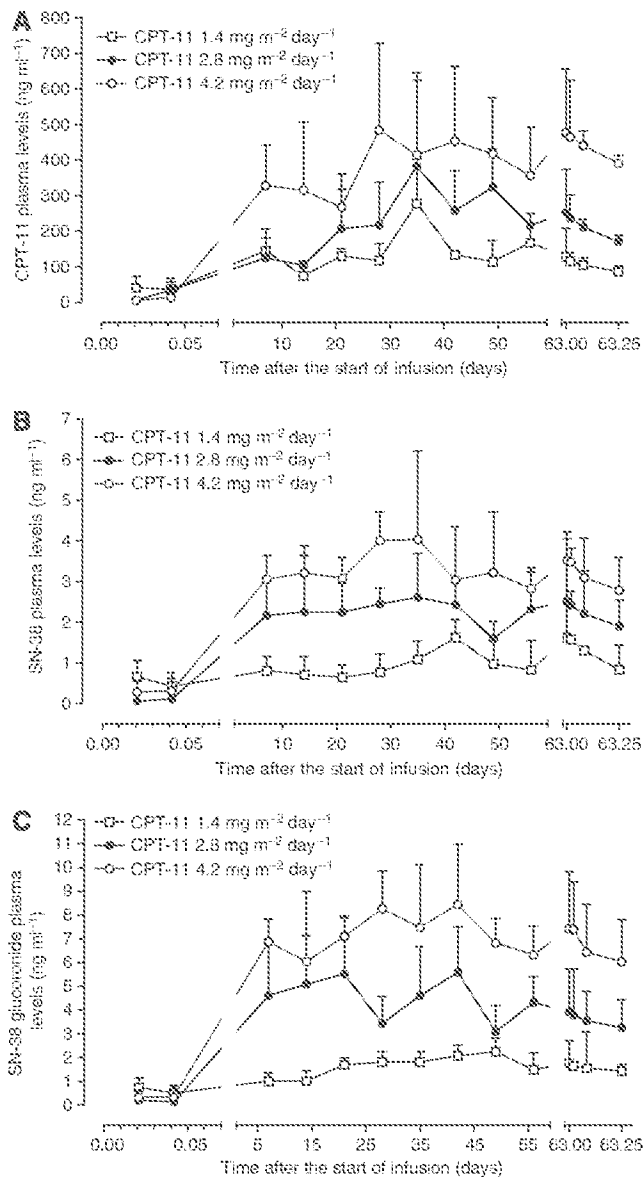 A
CPT-11 plasma levels (ng ml⁻¹)
800
700
600
500
400
300
200
100
0
CPT-11 1.4 mg m⁻² day⁻¹
CPT-11 2.8 mg m⁻² day⁻¹
CPT-11 4.2 mg m⁻² day⁻¹
0.00 0.05 10 20 30 40 50 63.00 63.25
Time after the start of infusion (days)
B
SN-38 plasma levels (ng ml⁻¹)
7
6
5
4
3
2
1
0
CPT-11 1.4 mg m⁻² day⁻¹
CPT-11 2.8 mg m⁻² day⁻¹
CPT-11 4.2 mg m⁻² day⁻¹
0.00 0.05 10 20 30 40 50 63.00 63.25
Time after the start of infusion (days)
C
SN-38 glucoronide plasma
levels (ng ml⁻¹)
12
11
10
9
8
7
6
5
4
3
2
1
0
CPT-11 1.4 mg m⁻² day⁻¹
CPT-11 2.8 mg m⁻² day⁻¹
CPT-11 4.2 mg m⁻² day⁻¹
0.00 0.05 5 15 25 35 45 55 63.00 63.25
Time after the start of infusion (days)